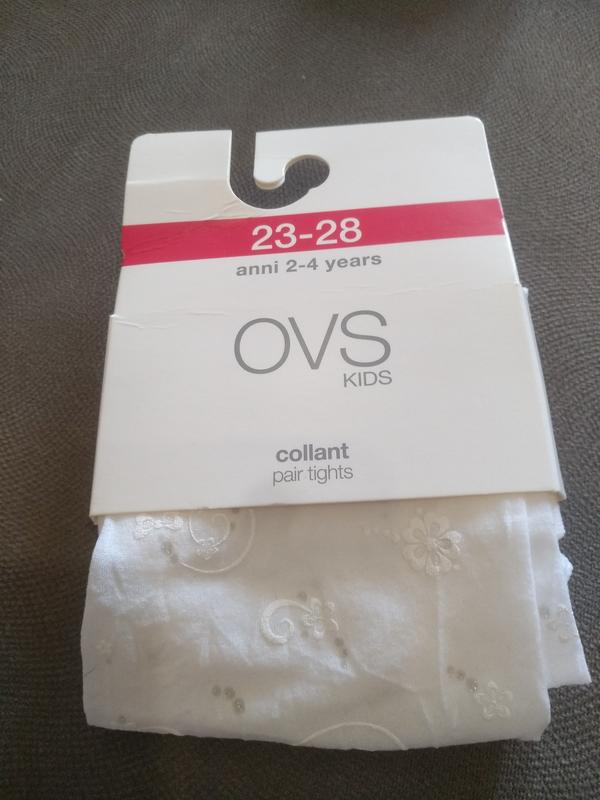 23-28
anni 2-4 years
OVS
KIDS
collant
pair tights